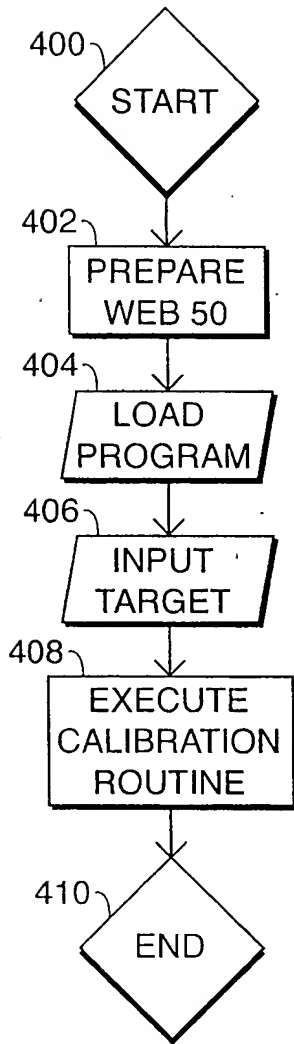 400
START
402
PREPARE
WEB 50
404
LOAD
PROGRAM
406
INPUT
TARGET
408
EXECUTE
CALIBRATION
ROUTINE
410
END